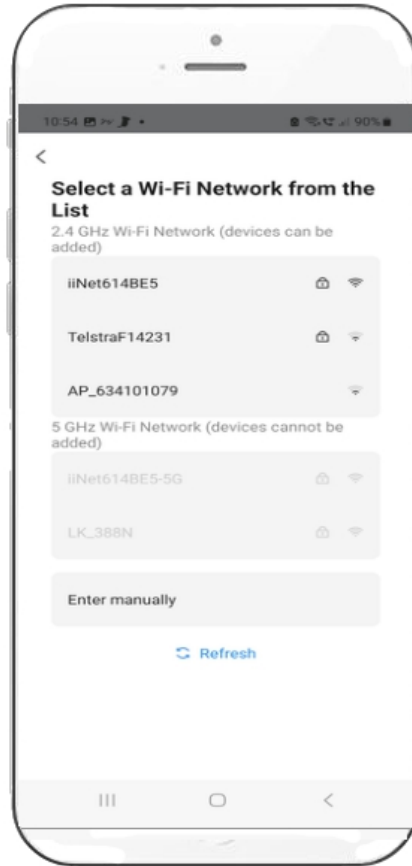 10:54
90%
Select a Wi-Fi Network from the
List
2.4 GHz Wi-Fi Network (devices can be
added)
iiNet614BE5
TelstraF14231
AP_634101079
5 GHz Wi-Fi Network (devices cannot be
added)
iiNet614BE5-5G
LK_388N
Enter manually
Refresh